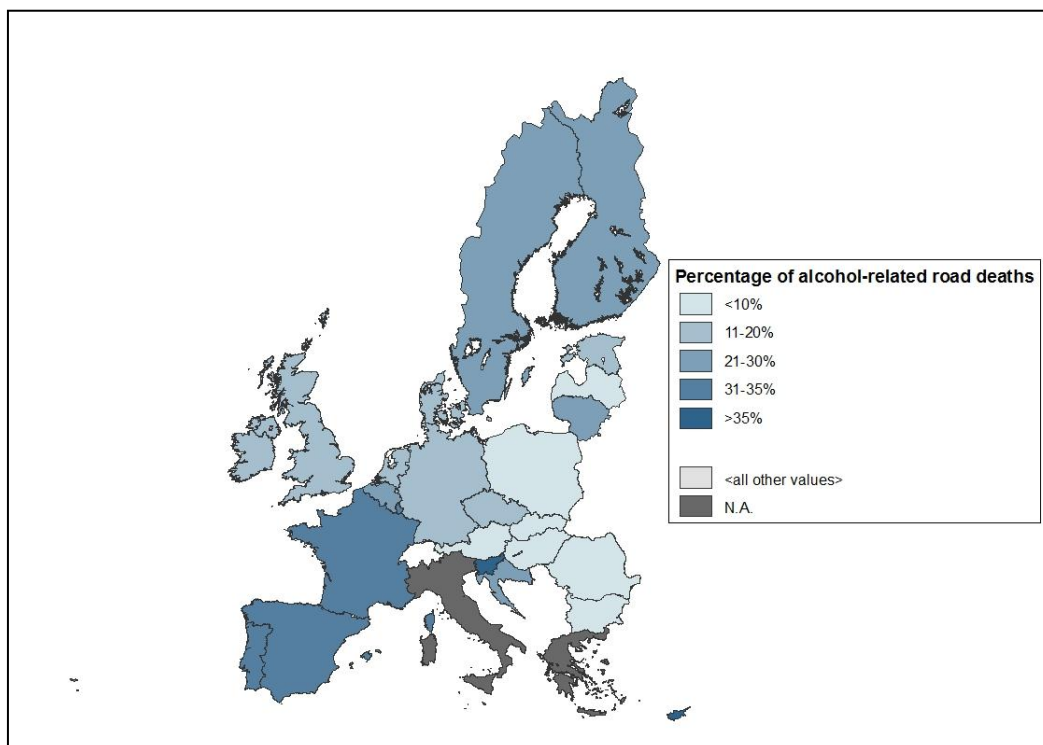 Percentage of alcohol-related road deaths
<10%
11-20%
21-30%
31-35%
>35%
<all other values>
N.A.